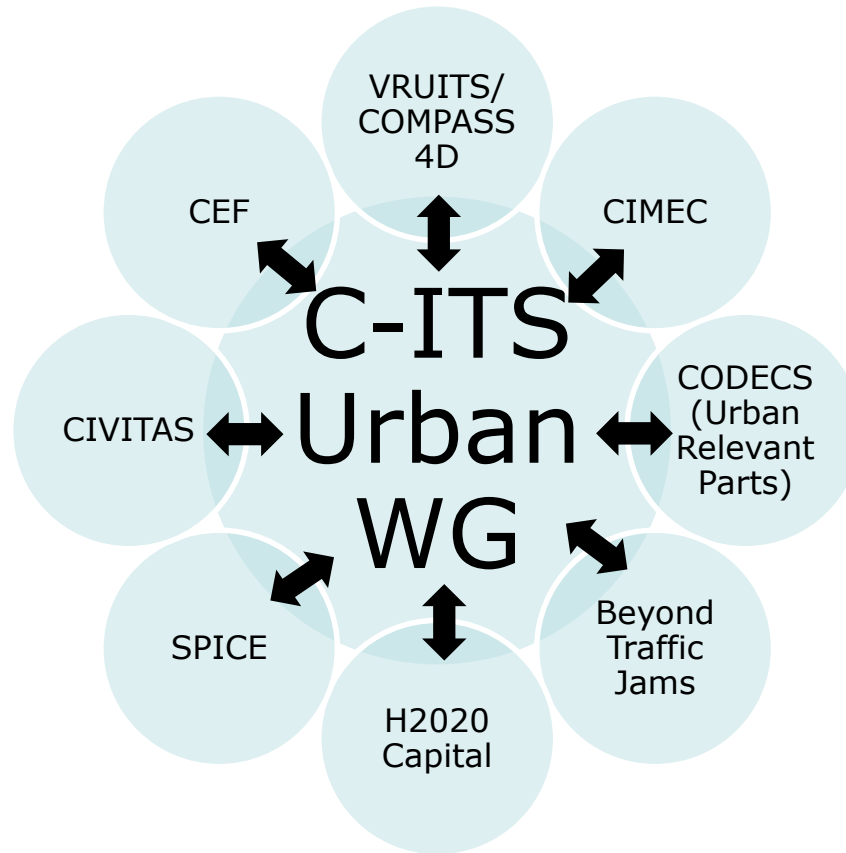 VRUITS/
COMPASS
4D
CEF
CIMEC
C-ITS
Urban
WG
CIVITAS
CODECS
(Urban
Relevant
Parts)
SPICE
Beyond
Traffic
Jams
H2020
Capital